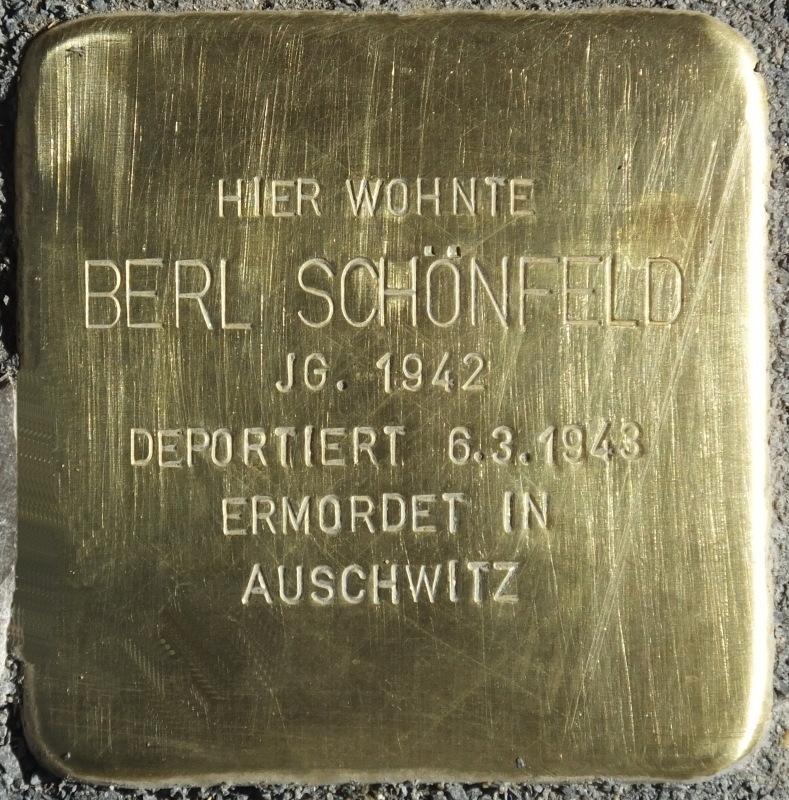 HIER WOHNTE
BERL SCHÖNFELD
JG. 1942
DEPORTIERT 6.3.1943
ERMORDET IN
AUSCHWITZ